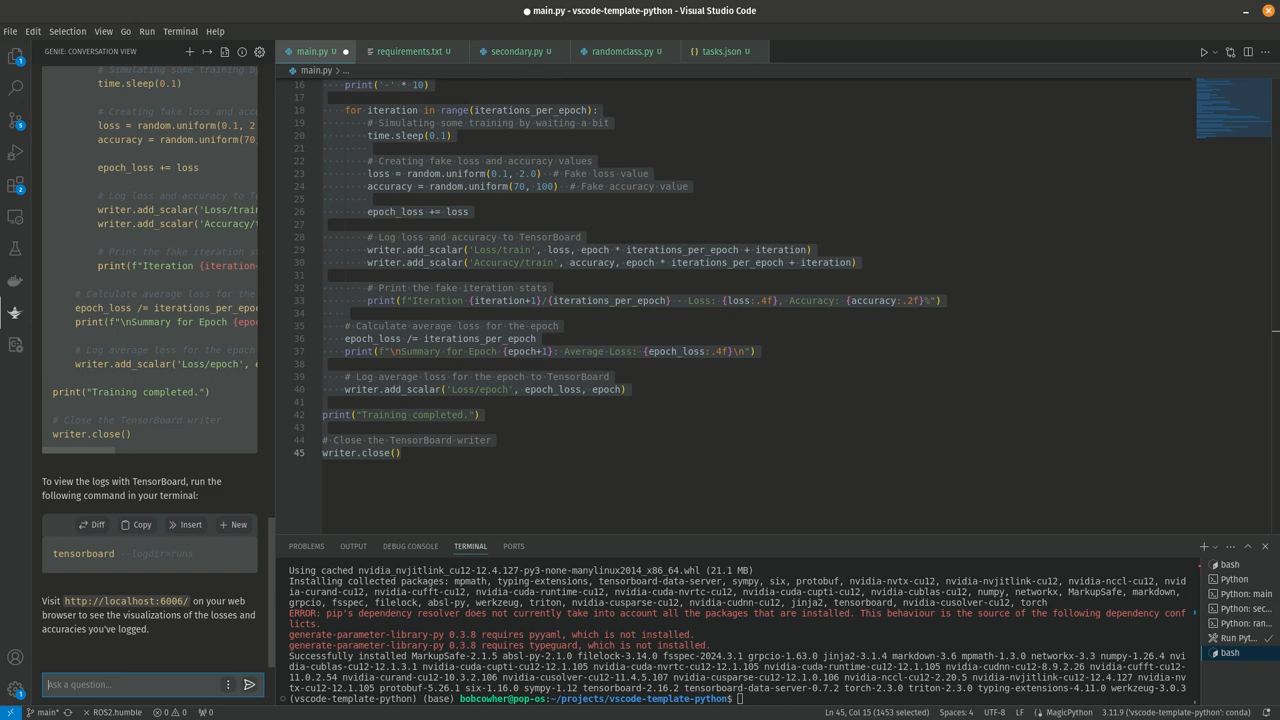 ● main.py - vscode-template-python - Visual Studio Code
File Edit Selection View Go Run Terminal Help
GENIE: CONVERSATION VIEW
main.py U ●
requirements.txt U
secondary.py U
randomclass.py U
{} tasks.json U
main.py > ...
# Simulating some training b
time.sleep(0.1)
# Creating fake loss and acc
loss = random.uniform(0.1, 2
accuracy = random.uniform(70
epoch_loss += loss
# Log loss and accuracy to T
writer.add_scalar('Loss/trai
writer.add_scalar('Accuracy/
# Print the fake iteration s
print(f"Iteration {iteration
# Calculate average loss for the
epoch_loss /= iterations_per_epo
print(f"\nSummary for Epoch {epo
# Log average loss for the epoch
writer.add_scalar('Loss/epoch', e
print("Training completed.")
# Close the TensorBoard writer
writer.close()
To view the logs with TensorBoard, run the
following command in your terminal:
Diff Copy Insert + New
tensorboard --logdir=runs
Visit http://localhost:6006/ on your web
browser to see the visualizations of the losses and
accuracies you've logged.
Ask a question...
16 print('-' * 10)
17
18 for iteration in range(iterations_per_epoch):
19 # Simulating some training by waiting a bit
20 time.sleep(0.1)
21
22 # Creating fake loss and accuracy values
23 loss = random.uniform(0.1, 2.0) # Fake loss value
24 accuracy = random.uniform(70, 100) # Fake accuracy value
25
26 epoch_loss += loss
27
28 # Log loss and accuracy to TensorBoard
29 writer.add_scalar('Loss/train', loss, epoch * iterations_per_epoch + iteration)
30 writer.add_scalar('Accuracy/train', accuracy, epoch * iterations_per_epoch + iteration)
31
32 # Print the fake iteration stats
33 print(f"Iteration {iteration+1}/{iterations_per_epoch} - Loss: {loss:.4f}, Accuracy: {accuracy:.2f}%")
34
35 # Calculate average loss for the epoch
36 epoch_loss /= iterations_per_epoch
37 print(f"\nSummary for Epoch {epoch+1}: Average Loss: {epoch_loss:.4f}\n")
38
39 # Log average loss for the epoch to TensorBoard
40 writer.add_scalar('Loss/epoch', epoch_loss, epoch)
41
42 print("Training completed.")
43
44 # Close the TensorBoard writer
45 writer.close()
PROBLEMS OUTPUT DEBUG CONSOLE TERMINAL PORTS
Using cached nvidia_nvjitlink_cu12-12.4.127-py3-none-manylinux2014_x86_64.whl (21.1 MB)
Installing collected packages: mpmath, typing-extensions, tensorboard-data-server, sympy, six, protobuf, nvidia-nvtx-cu12, nvidia-nvjitlink-cu12, nvidia-nccl-cu12, nvid
ia-curand-cu12, nvidia-cufft-cu12, nvidia-cuda-runtime-cu12, nvidia-cuda-nvrtc-cu12, nvidia-cuda-cupti-cu12, nvidia-cublas-cu12, numpy, networkx, MarkupSafe, markdown,
grpcio, fsspec, filelock, absl-py, werkzeug, triton, nvidia-cusparse-cu12, nvidia-cudnn-cu12, jinja2, tensorboard, nvidia-cusolver-cu12, torch
ERROR: pip's dependency resolver does not currently take into account all the packages that are installed. This behaviour is the source of the following dependency conf
licts.
generate-parameter-library-py 0.3.8 requires pyyaml, which is not installed.
generate-parameter-library-py 0.3.8 requires typeguard, which is not installed.
Successfully installed MarkupSafe-2.1.5 absl-py-2.1.0 filelock-3.14.0 fsspec-2024.3.1 grpcio-1.63.0 jinja2-3.1.4 markdown-3.6 mpmath-1.3.0 networkx-3.3 numpy-1.26.4 nvi
dia-cublas-cu12-12.1.3.1 nvidia-cuda-cupti-cu12-12.1.105 nvidia-cuda-nvrtc-cu12-12.1.105 nvidia-cuda-runtime-cu12-12.1.105 nvidia-cudnn-cu12-8.9.2.26 nvidia-cufft-cu12-
11.0.2.54 nvidia-curand-cu12-10.3.2.106 nvidia-cusolver-cu12-11.4.5.107 nvidia-cusparse-cu12-12.1.0.106 nvidia-nccl-cu12-2.20.5 nvidia-nvjitlink-cu12-12.4.127 nvidia-nv
tx-cu12-12.1.105 protobuf-5.26.1 six-1.16.0 sympy-1.12 tensorboard-2.16.2 tensorboard-data-server-0.7.2 torch-2.3.0 triton-2.3.0 typing-extensions-4.11.0 werkzeug-3.0.3
(vscode-template-python) (base) bobcowher@pop-os:~/projects/vscode-template-python$
bash
Python
Python: main
Python: sec...
Python: ran...
Run Pyt...
bash
main* ROS2.humble 0 0 0
Ln 45, Col 15 (1453 selected) Spaces: 4 UTF-8 LF MagicPython 3.11.9 ('vscode-python': conda)